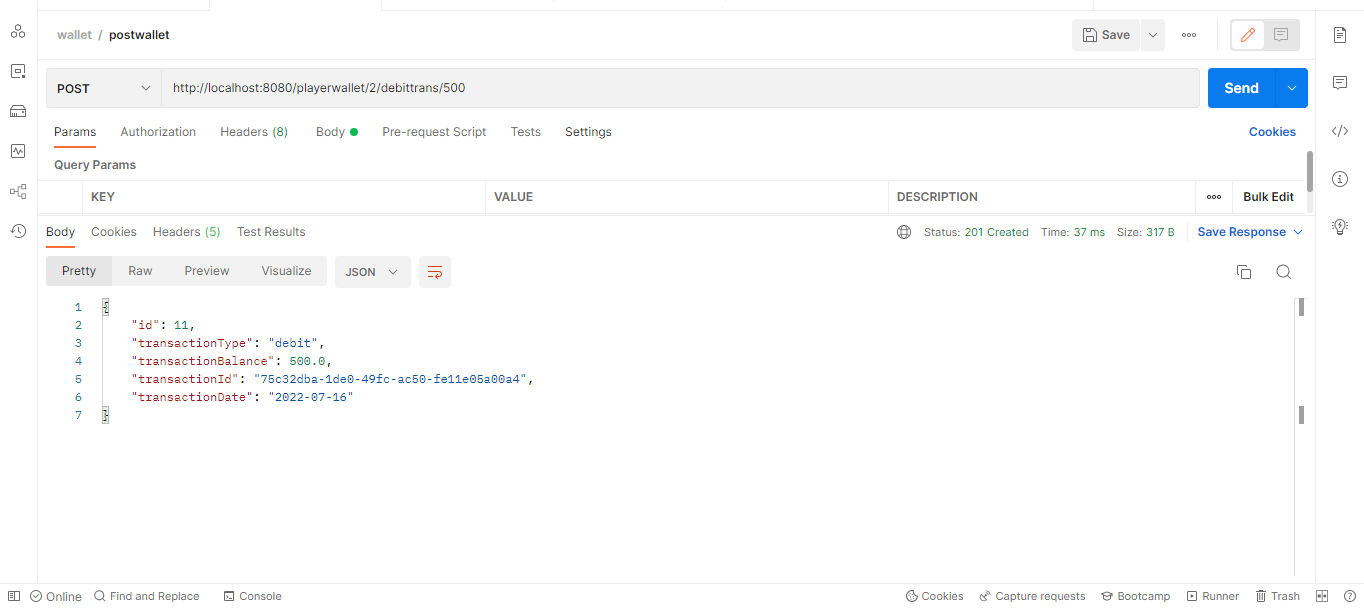 wallet / postwallet
Save
POST http://localhost:8080/playerwallet/2/debittrans/500 Send
Params Authorization Headers (8) Body Pre-request Script Tests Settings Cookies
Query Params
KEY VALUE DESCRIPTION Bulk Edit
Body Cookies Headers (5) Test Results Status: 201 Created Time: 37 ms Size: 317 B Save Response
Pretty Raw Preview Visualize JSON
1 {
2 "id": 11,
3 "transactionType": "debit",
4 "transactionBalance": 500.0,
5 "transactionId": "75c32dba-1de0-49fc-ac50-fe11e05a00a4",
6 "transactionDate": "2022-07-16"
7 }
Online Find and Replace Console Cookies Capture requests Bootcamp Runner Trash